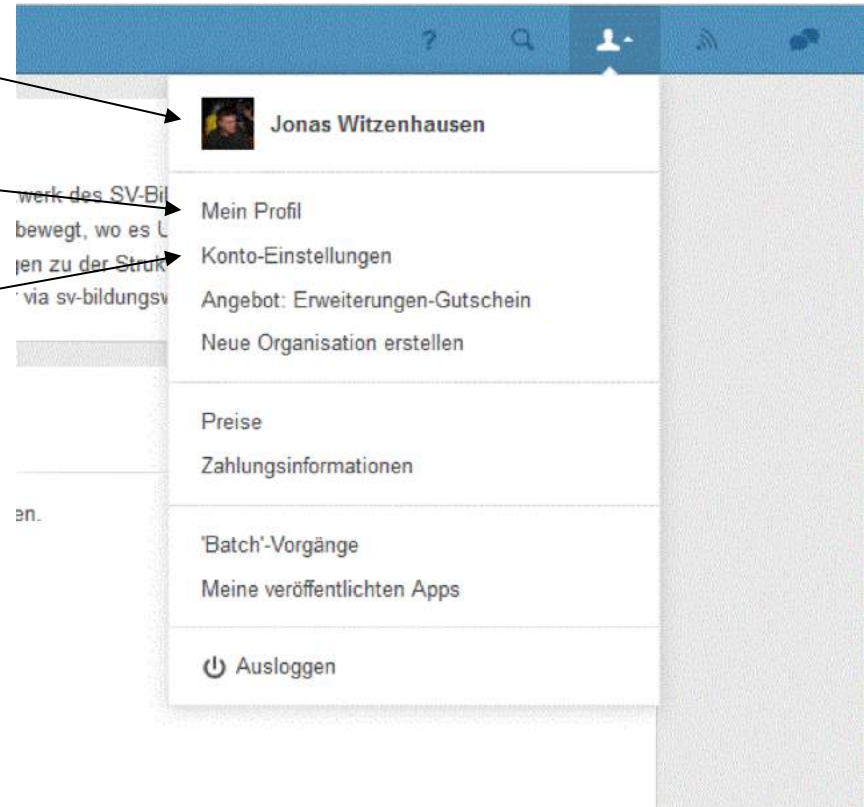 ?
Jonas Witzenhausen
werk des SV-Bil
bewegt, wo es U
gen zu der Struk
via sv-bildungsw
en.
Mein Profil
Konto-Einstellungen
Angebot: Erweiterungen-Gutschein
Neue Organisation erstellen
Preise
Zahlungsinformationen
'Batch'-Vorgänge
Meine veröffentlichten Apps
Ausloggen